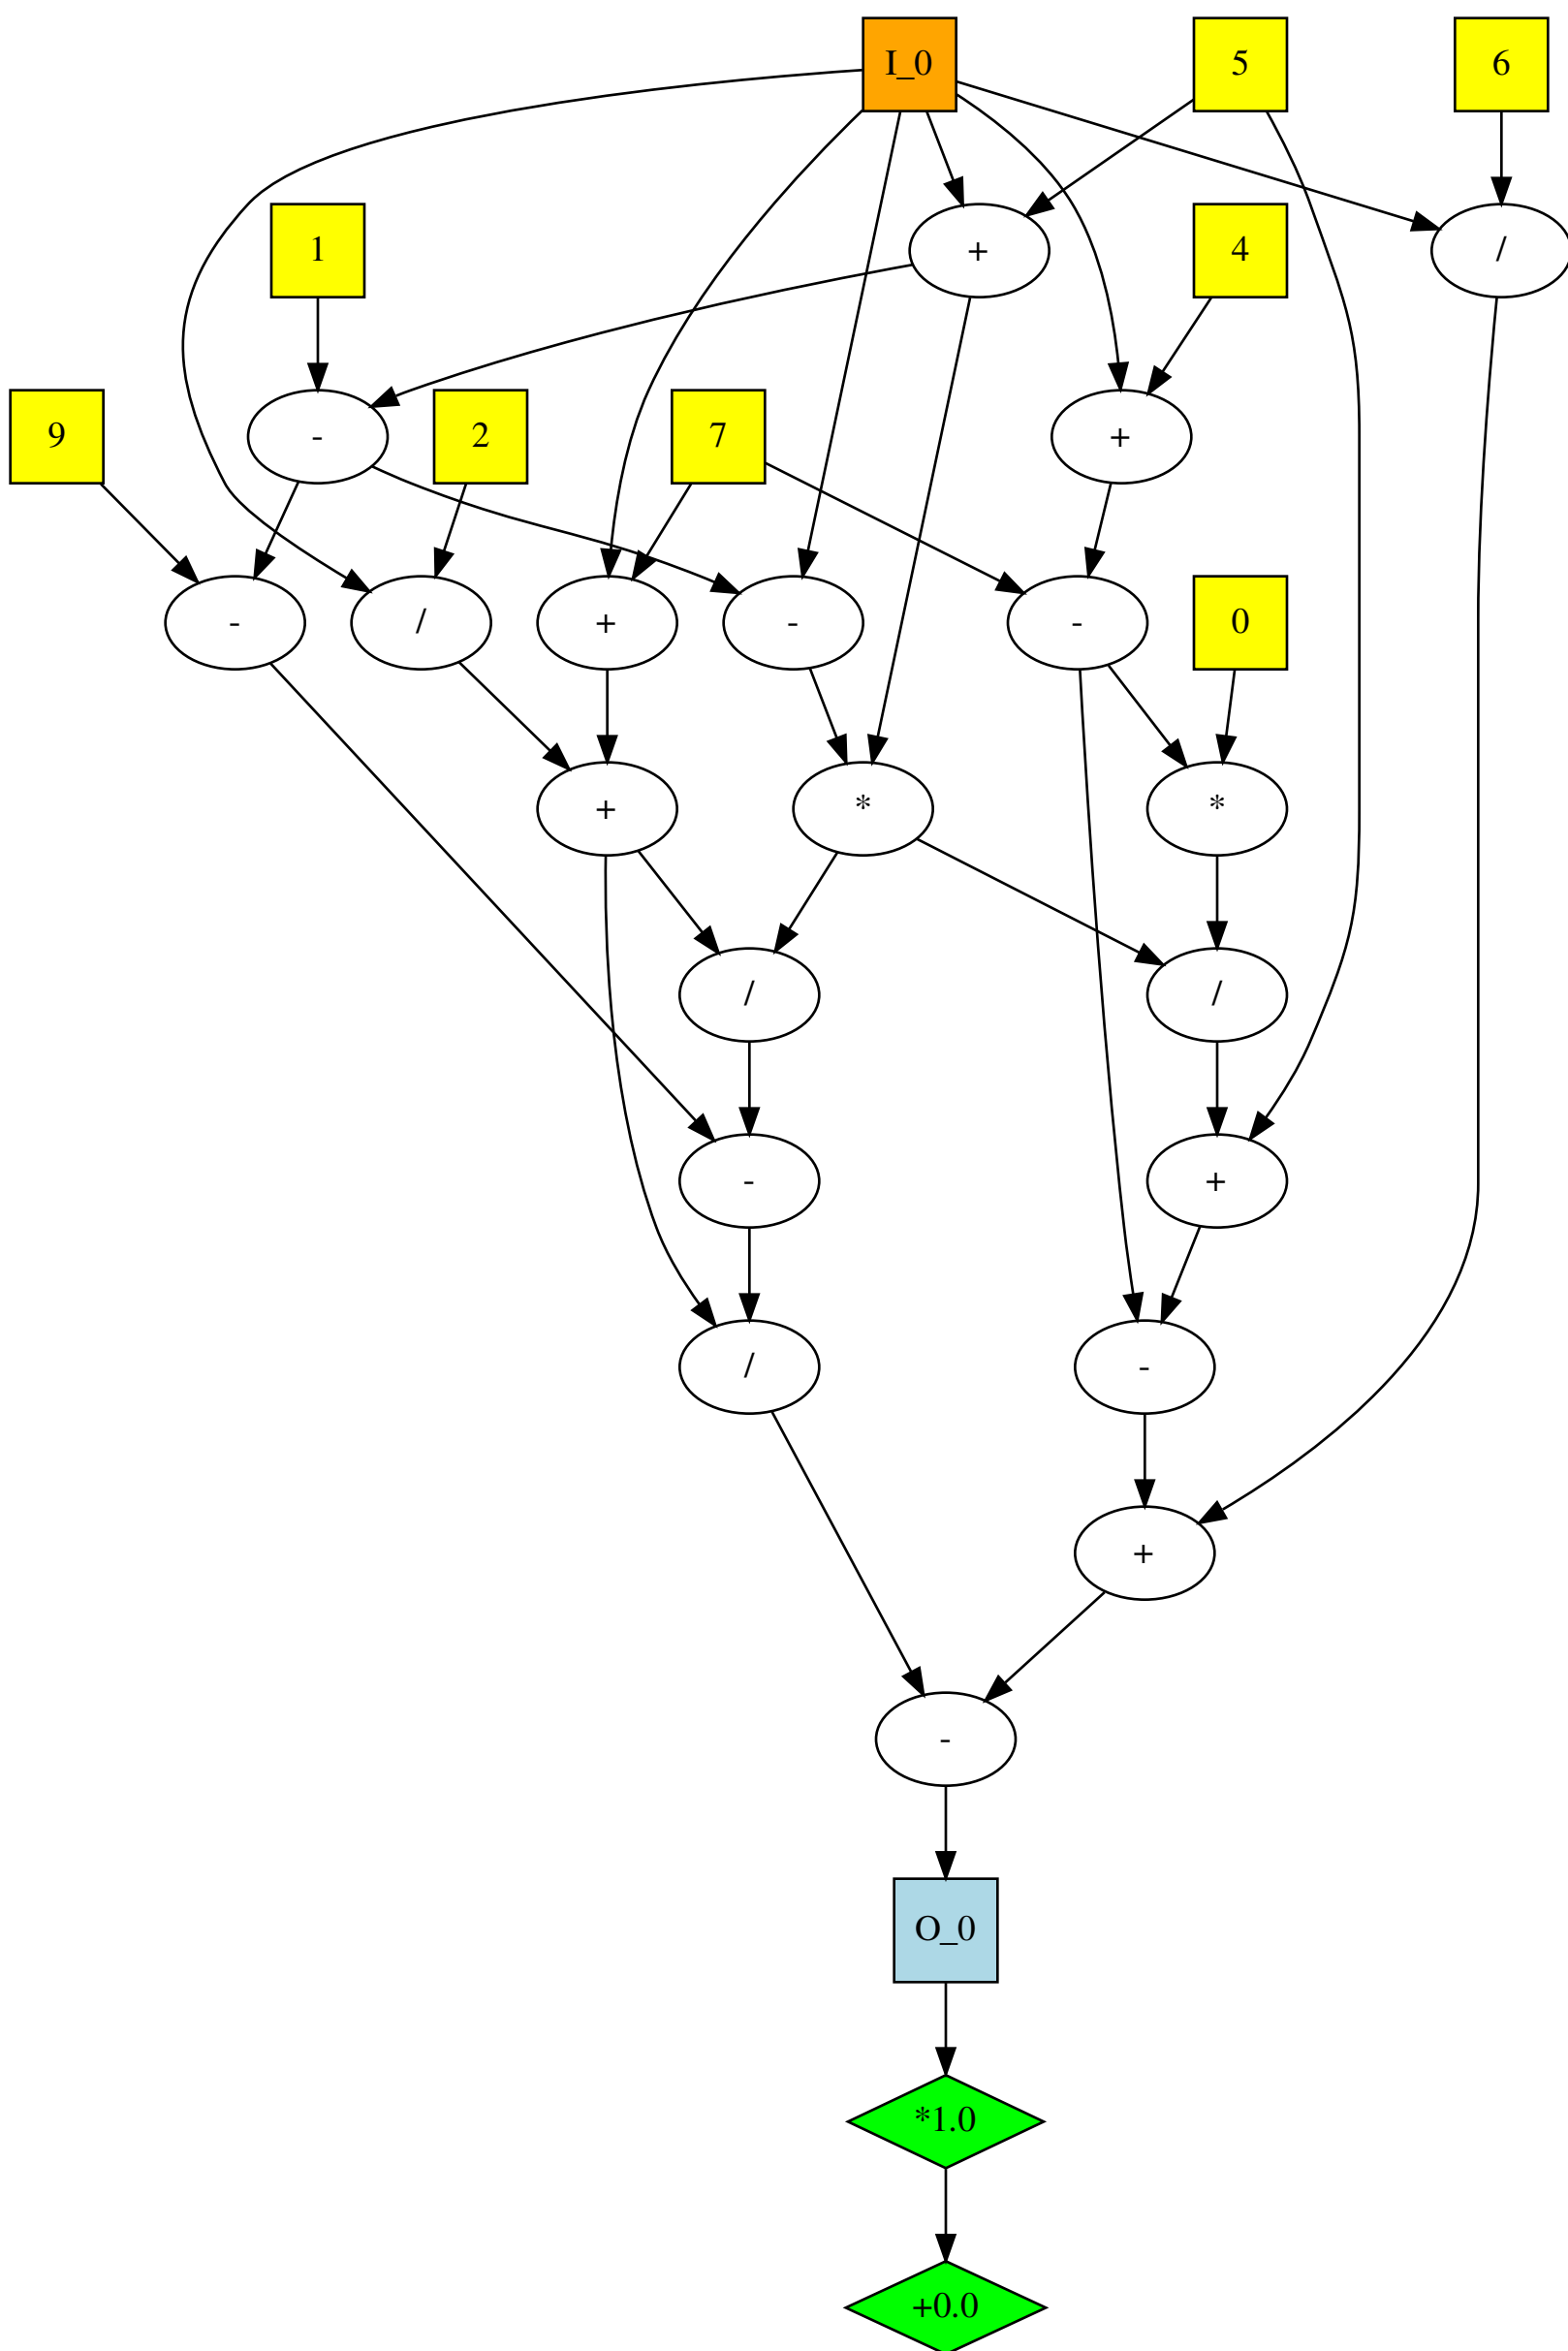 I_0 5 6
1 + 4 /
9 - 2 7 +
- / + - - 0
+ * *
/ /
- +
/ -
+
-
O_0
*1.0
+0.0